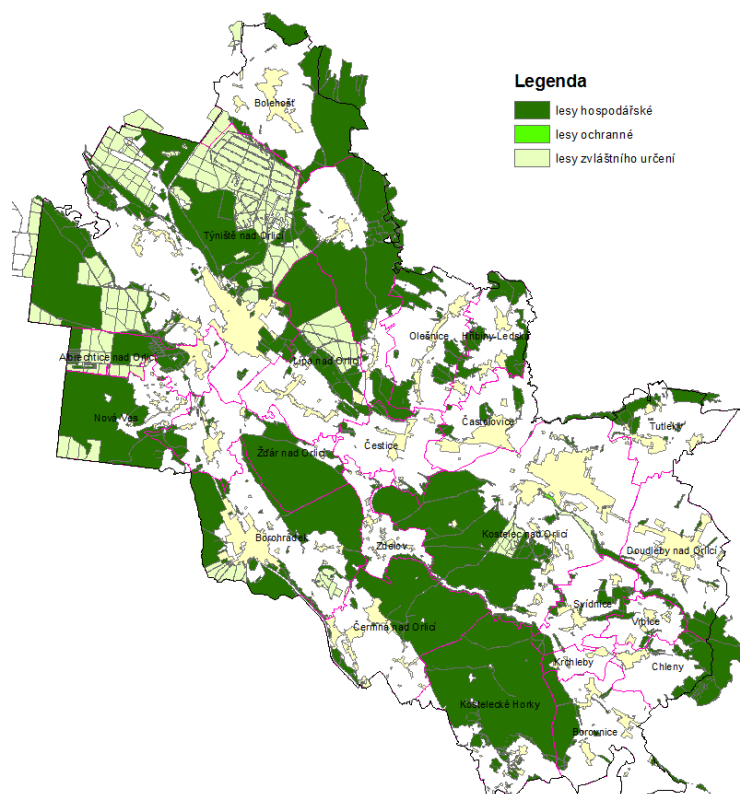 Legenda
lesy hospodářské
lesy ochranné
lesy zvláštního určení
Bolehošť
Týniště nad Orlicí
Olešnice
Hřibiny-Ledská
Albrechtice nad Orlicí
Lípa nad Orlicí
Nová Ves
Častolovice
Tutleky
Čestice
Žďár nad Orlicí
Borohrádek
Kostelec nad Orlicí
Zdelov
Doudleby nad Orlicí
Svídnice
Vrbice
Čermná nad Orlicí
Krchleby
Chleny
Kostelecké Horky
Borovnice